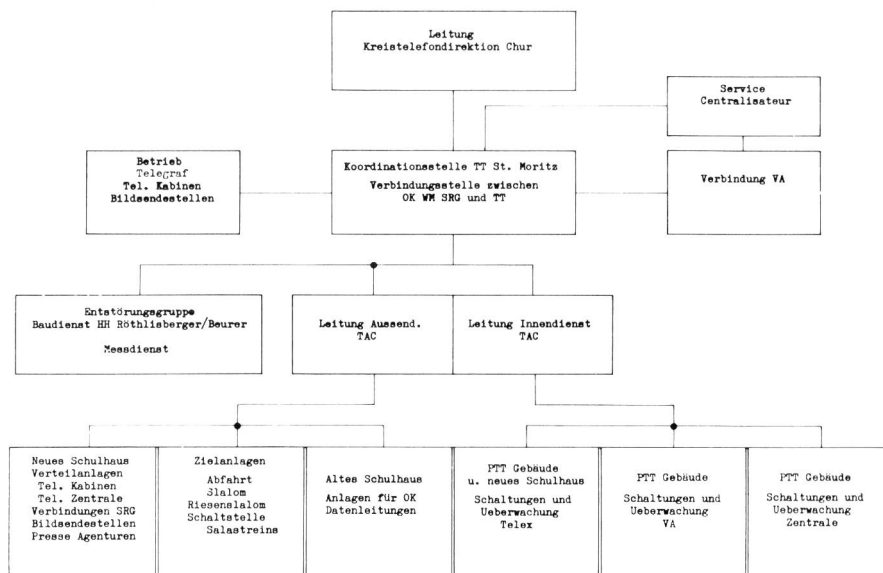 Leitung
Kreistelefondirektion Chur
Service
Centralisateur
Betrieb
Telegraf
Tel. Kabinen
Bildsendestellen
Koordinationsstelle TT St. Moritz
Verbindungsstelle zwischen
OK WM SRG und TT
Verbindung VA
Entstörungsgruppe
Baudienst HH Röthlisberger/Beurer
Messdienst
Leitung Aussend.
TAC
Leitung Innendienst
TAC
Neues Schulhaus
Verteilanlagen
Tel. Kabinen
Tel. Zentrale
Verbindungen SRG
Bildsendestellen
Presse Agenturen
Zielanlagen
Abfahrt
Slalom
Riesenslalom
Schaltstelle
Salastreins
Altes Schulhaus
Anlagen für OK
Datenleitungen
PTT Gebäude
u. neues Schulhaus
Schaltungen und
Ueberwachung
Telex
PTT Gebäude
Schaltungen und
Ueberwachung
VA
PTT Gebäude
Schaltungen und
Ueberwachung
Zentrale